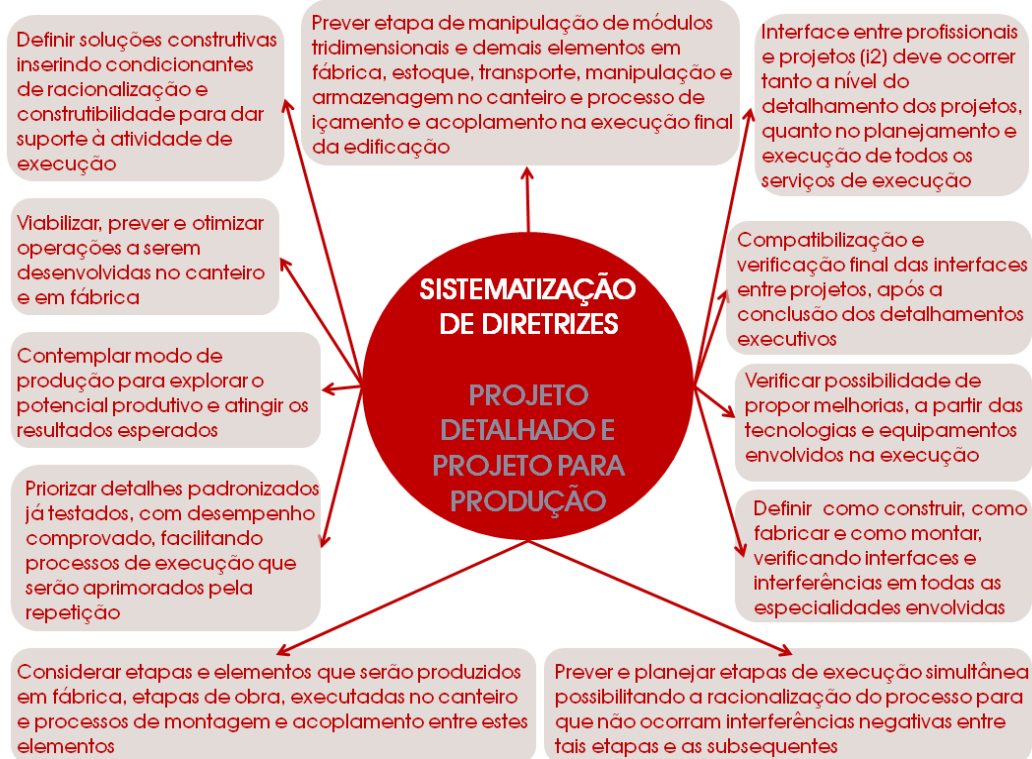 Definir soluções construtivas
inserindo condicionantes
de racionalização e
construtibilidade para dar
suporte à atividade de
execução
Prever etapa de manipulação de módulos
tridimensionais e demais elementos em
fábrica, estoque, transporte, manipulação e
armazenagem no canteiro e processo de
içamento e acoplamento na execução final
da edificação
Interface entre profissionais
e projetos (i2) deve ocorrer
tanto a nível do
detalhamento dos projetos,
quanto no planejamento e
execução de todos os
serviços de execução
Viabilizar, prever e otimizar
operações a serem
desenvolvidas no canteiro
e em fábrica
Compatibilização e
verificação final das interfaces
entre projetos, após a
conclusão dos detalhamentos
executivos
SISTEMATIZAÇÃO
DE DIRETRIZES
PROJETO
DETALHADO E
PROJETO PARA
PRODUÇÃO
Contemplar modo de
produção para explorar o
potencial produtivo e atingir os
resultados esperados
Verificar possibilidade de
propor melhorias, a partir das
tecnologias e equipamentos
envolvidos na execução
Priorizar detalhes padronizados
já testados, com desempenho
comprovado, facilitando
processos de execução que
serão aprimorados pela
repetição
Definir como construir, como
fabricar e como montar,
verificando interfaces e
interferências em todas as
especialidades envolvidas
Considerar etapas e elementos que serão produzidos
em fábrica, etapas de obra, executadas no canteiro
e processos de montagem e acoplamento entre estes
elementos
Prever e planejar etapas de execução simultânea
possibilitando a racionalização do processo para
que não ocorram interferências negativas entre
tais etapas e as subsequentes